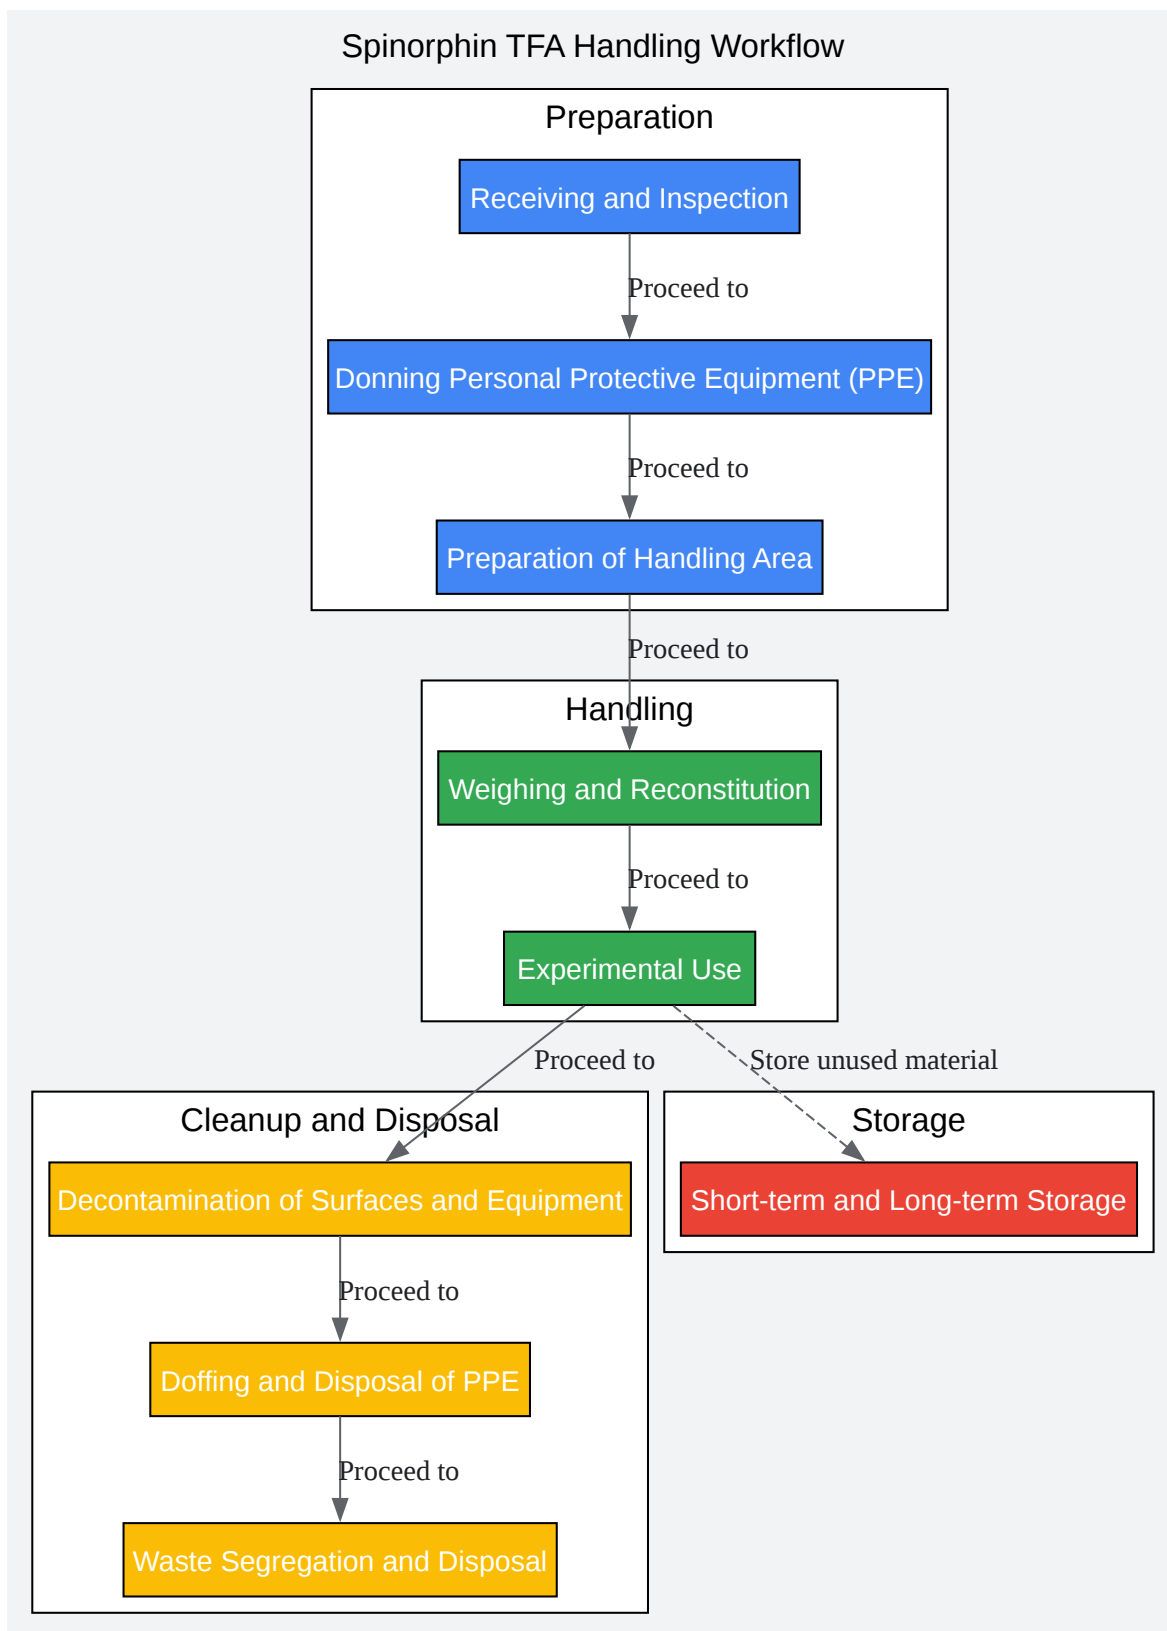 Spinorphin TFA Handling Workflow
Preparation
Receiving and Inspection
Proceed to
Donning Personal Protective Equipment (PPE)
Proceed to
Preparation of Handling Area
Proceed to
Handling
Weighing and Reconstitution
Proceed to
Experimental Use
Proceed to
Store unused material
Cleanup and Disposal
Decontamination of Surfaces and Equipment
Proceed to
Doffing and Disposal of PPE
Proceed to
Waste Segregation and Disposal
Storage
Short-term and Long-term Storage